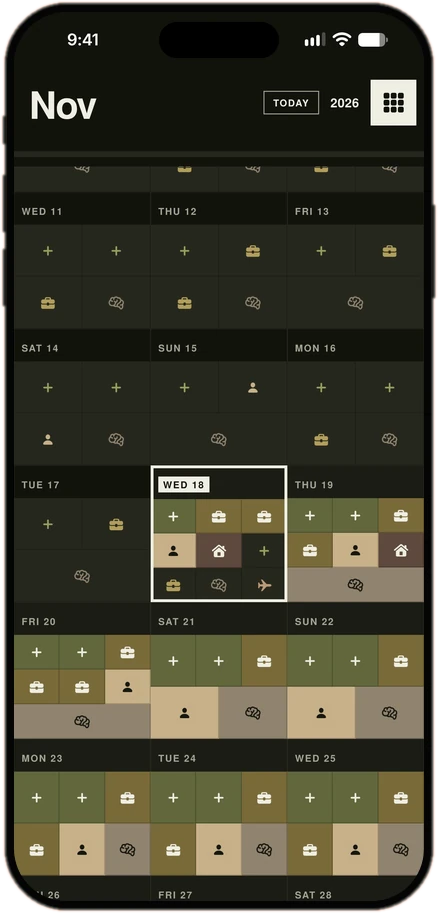 9:41
Nov
TODAY
2026
WED 11
THU 12
FRI 13
SAT 14
SUN 15
MON 16
TUE 17
WED 18
THU 19
FRI 20
SAT 21
SUN 22
MON 23
TUE 24
WED 25
26
FRI 27
SAT 28